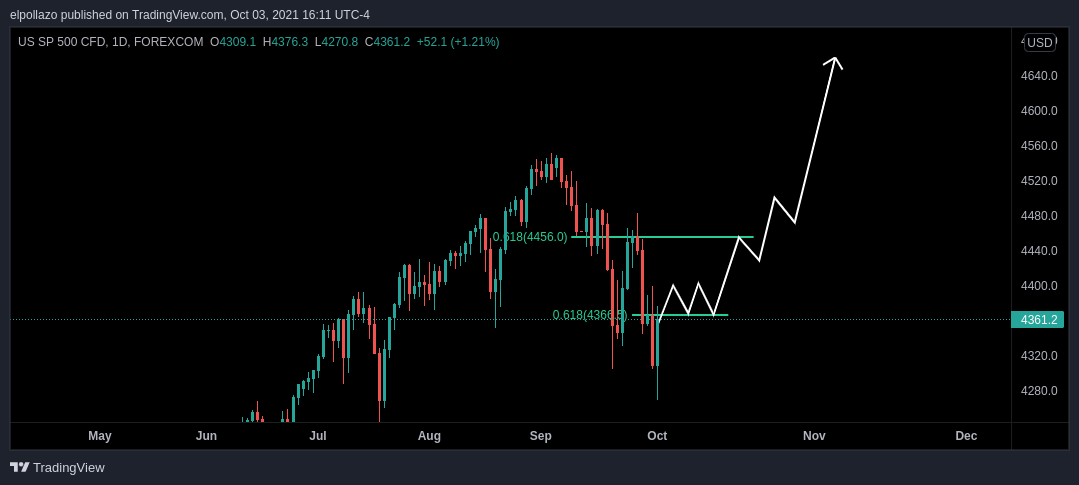 elpollazo published on TradingView.com, Oct 03, 2021 16:11 UTC-4
US SP 500 CFD, 1D, FOREXCOM O4309.1 H4376.3 L4270.8 C4361.2 +52.1 (+1.21%)
USD
4640.0
4600.0
4560.0
4520.0
4480.0
0.618(4456.0)
4440.0
4400.0
0.618(4366.5)
4361.2
4320.0
4280.0
May Jun Jul Aug Sep Oct Nov Dec
TradingView